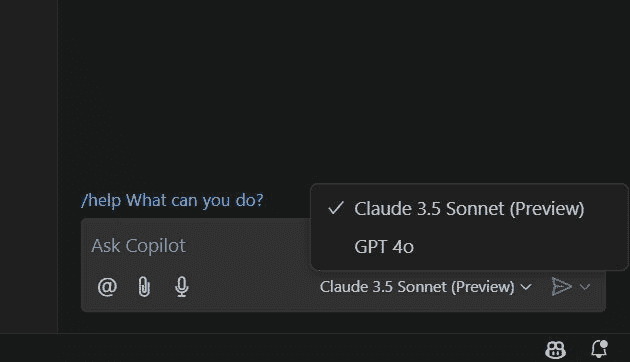 /help What can you do?
Claude 3.5 Sonnet (Preview)
GPT 4o
Ask Copilot
@
Claude 3.5 Sonnet (Preview)